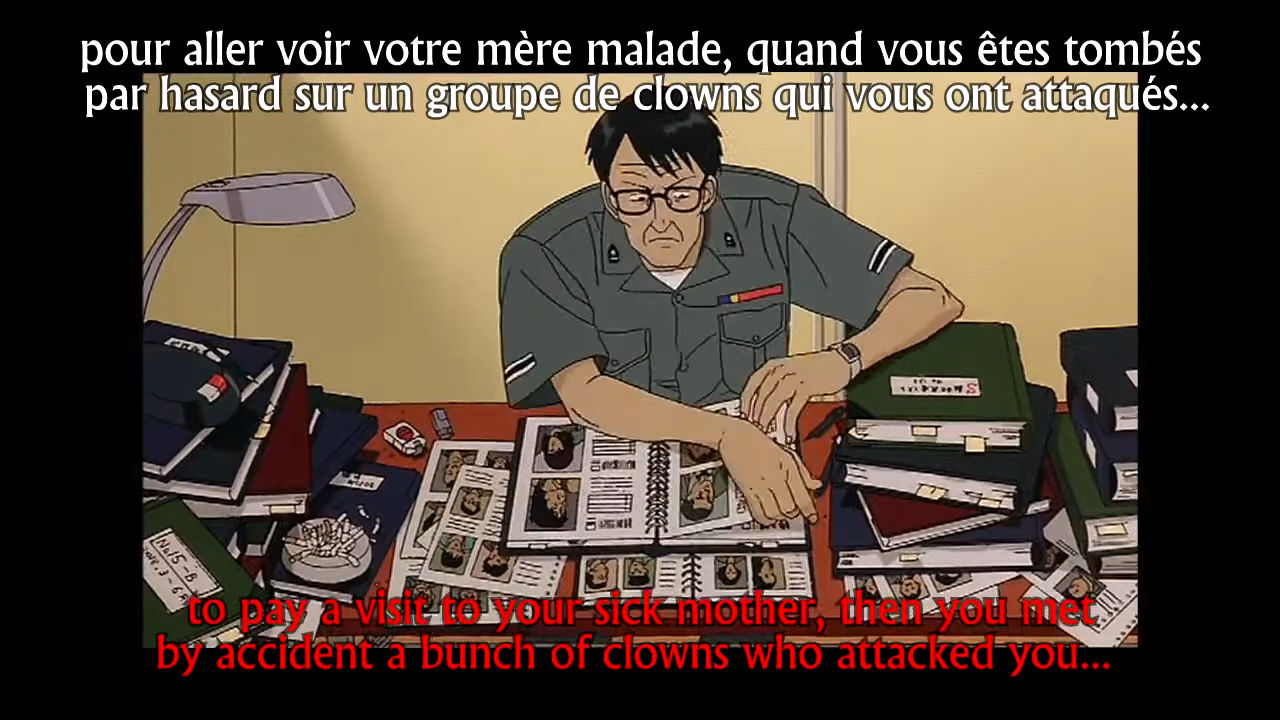 pour aller voir votre mère malade, quand vous êtes tombés
par hasard sur un groupe de clowns qui vous ont attaqués...
No.15-B
to pay a visit to your sick mother, then you met
by accident a bunch of clowns who attacked you...